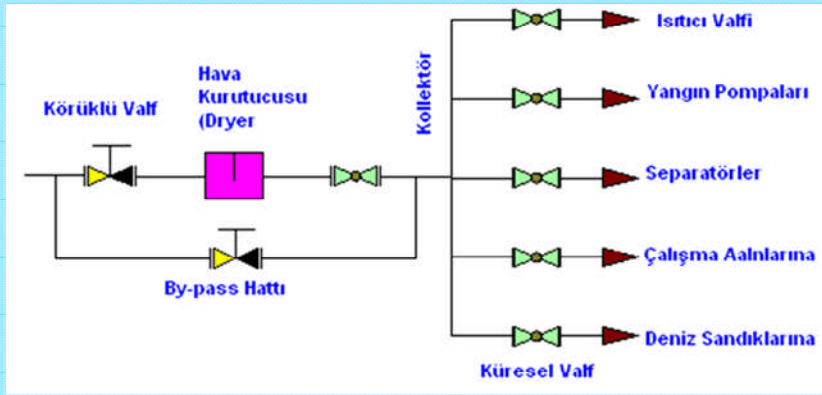 Körüklü Valf
Hava
Kurutucusu
(Dryer
By-pass Hattı
Kollektör
Isıtıcı Valfi
Yangın Pompaları
Separatörler
Çalışma Aalnlarına
Deniz Sandıklarına
Küresel Valf